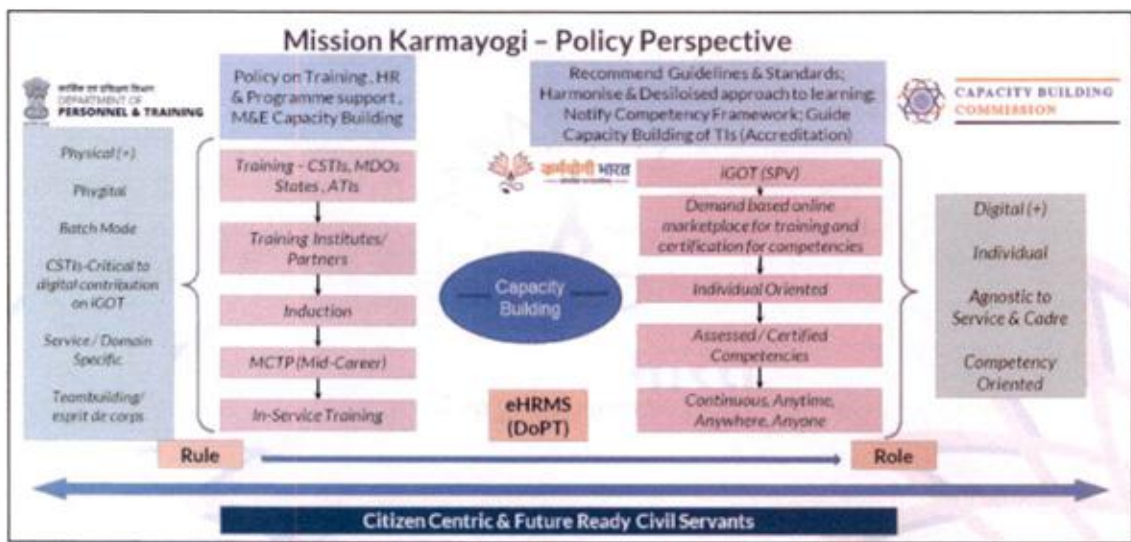 Mission Karmayogi – Policy Perspective
कार्मिक एवं प्रशिक्षण विभाग
DEPARTMENT OF
PERSONNEL & TRAINING
Policy on Training, HR
& Programme support,
M&E Capacity Building
Recommend Guidelines & Standards;
Harmonise & Desiloised approach to learning;
Notify Competency Framework; Guide
Capacity Building of TIs (Accreditation)
CAPACITY BUILDING
COMMISSION
Physical (+)
Phygital
Batch Mode
CSTIs-Critical to
digital contribution
on iGOT
Service / Domain
Specific
Teambuilding/
esprit de corps
Training - CSTIs, MDOs
States, ATIs
Training Institutes/
Partners
Induction
MCTP (Mid-Career)
In-Service Training
कर्मयोगी भारत
Capacity
Building
eHRMS
(DoPT)
iGOT (SPV)
Demand based online
marketplace for training and
certification for competencies
Individual Oriented
Assessed / Certified
Competencies
Continuous, Anytime,
Anywhere, Anyone
Digital (+)
Individual
Agnostic to
Service & Cadre
Competency
Oriented
Rule
Role
Citizen Centric & Future Ready Civil Servants